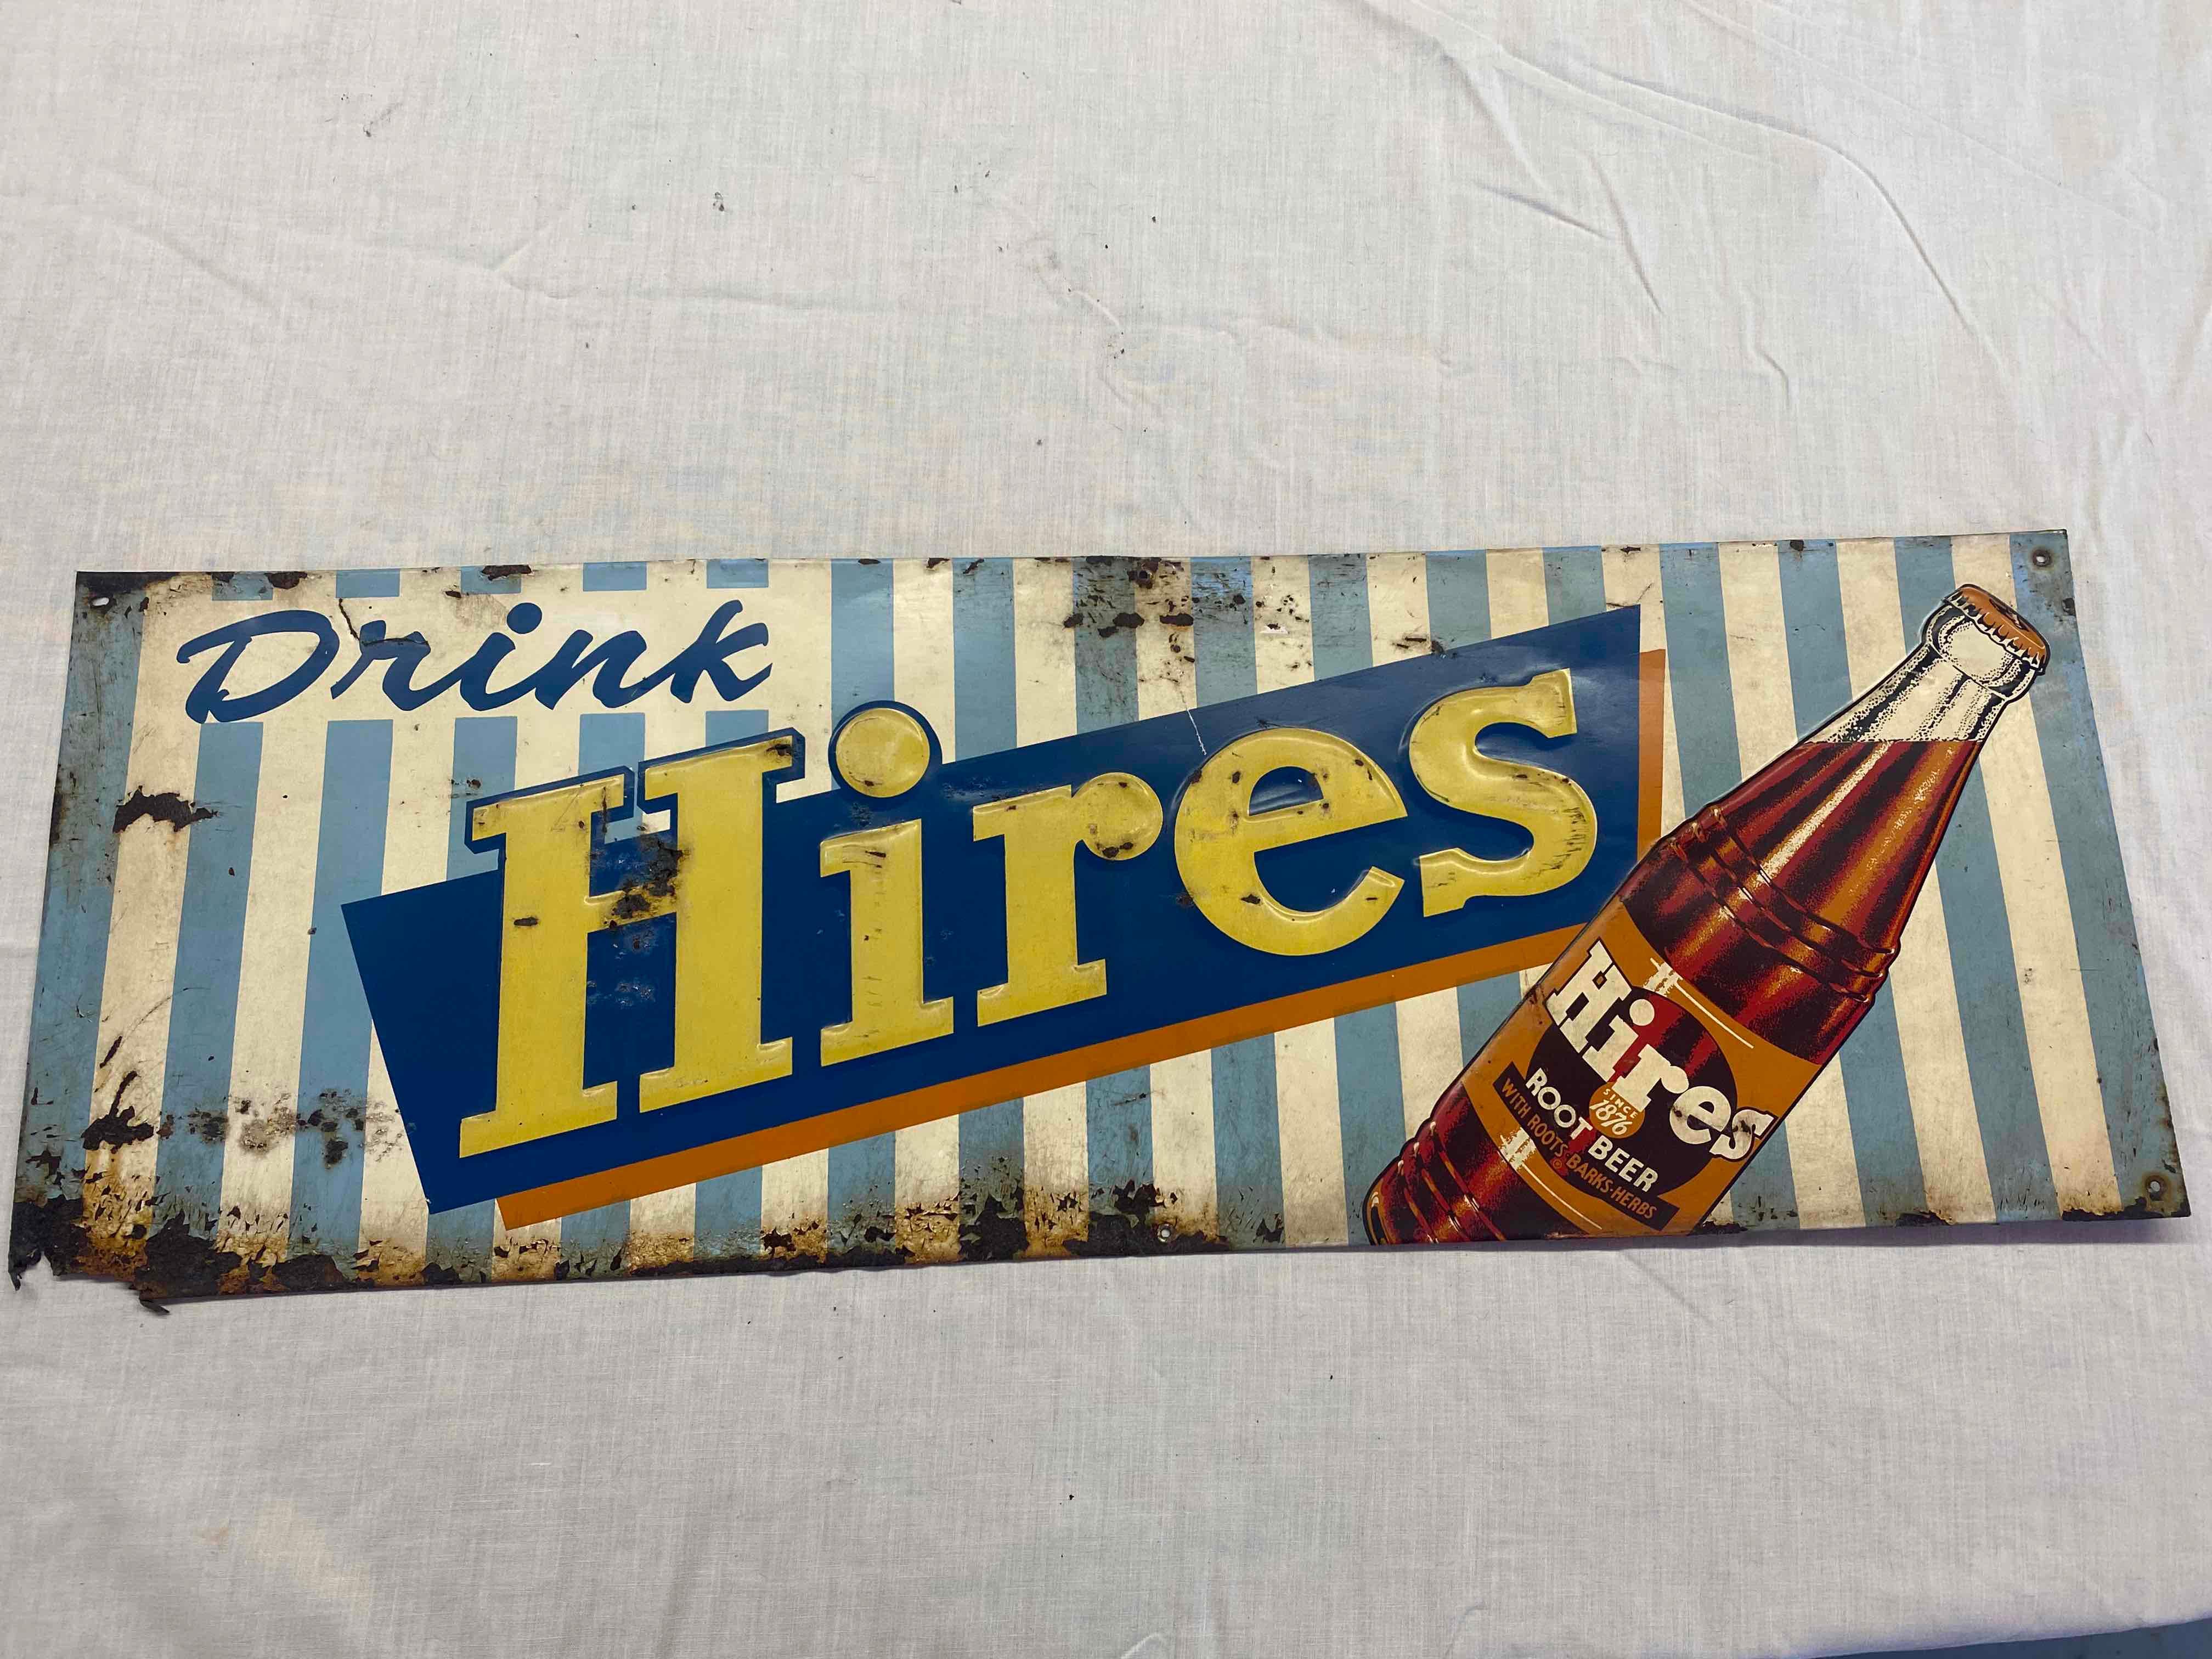 Drink
Hires
Hires
SINCE
1876
ROOT BEER
WITH ROOTS·BARKS·HERBS